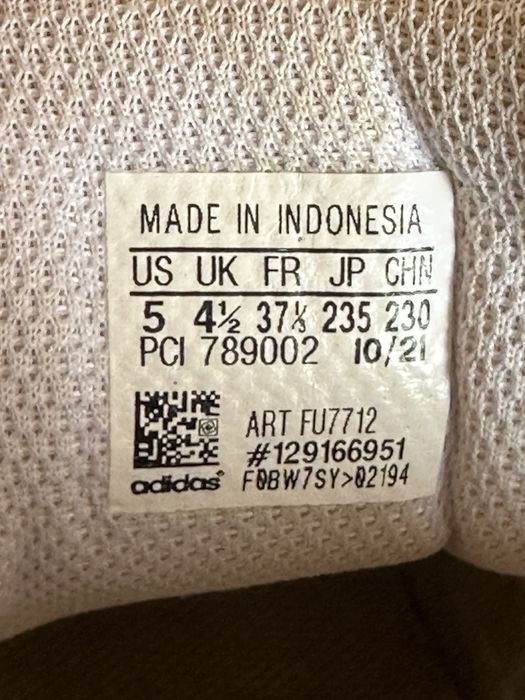 MADE IN INDONESIA
US UK FR JP CHN
5 4½ 37⅓ 235 230
PCI 789002 10/21
ART FU7712
#129166951
adidas F0BW7SY>02194